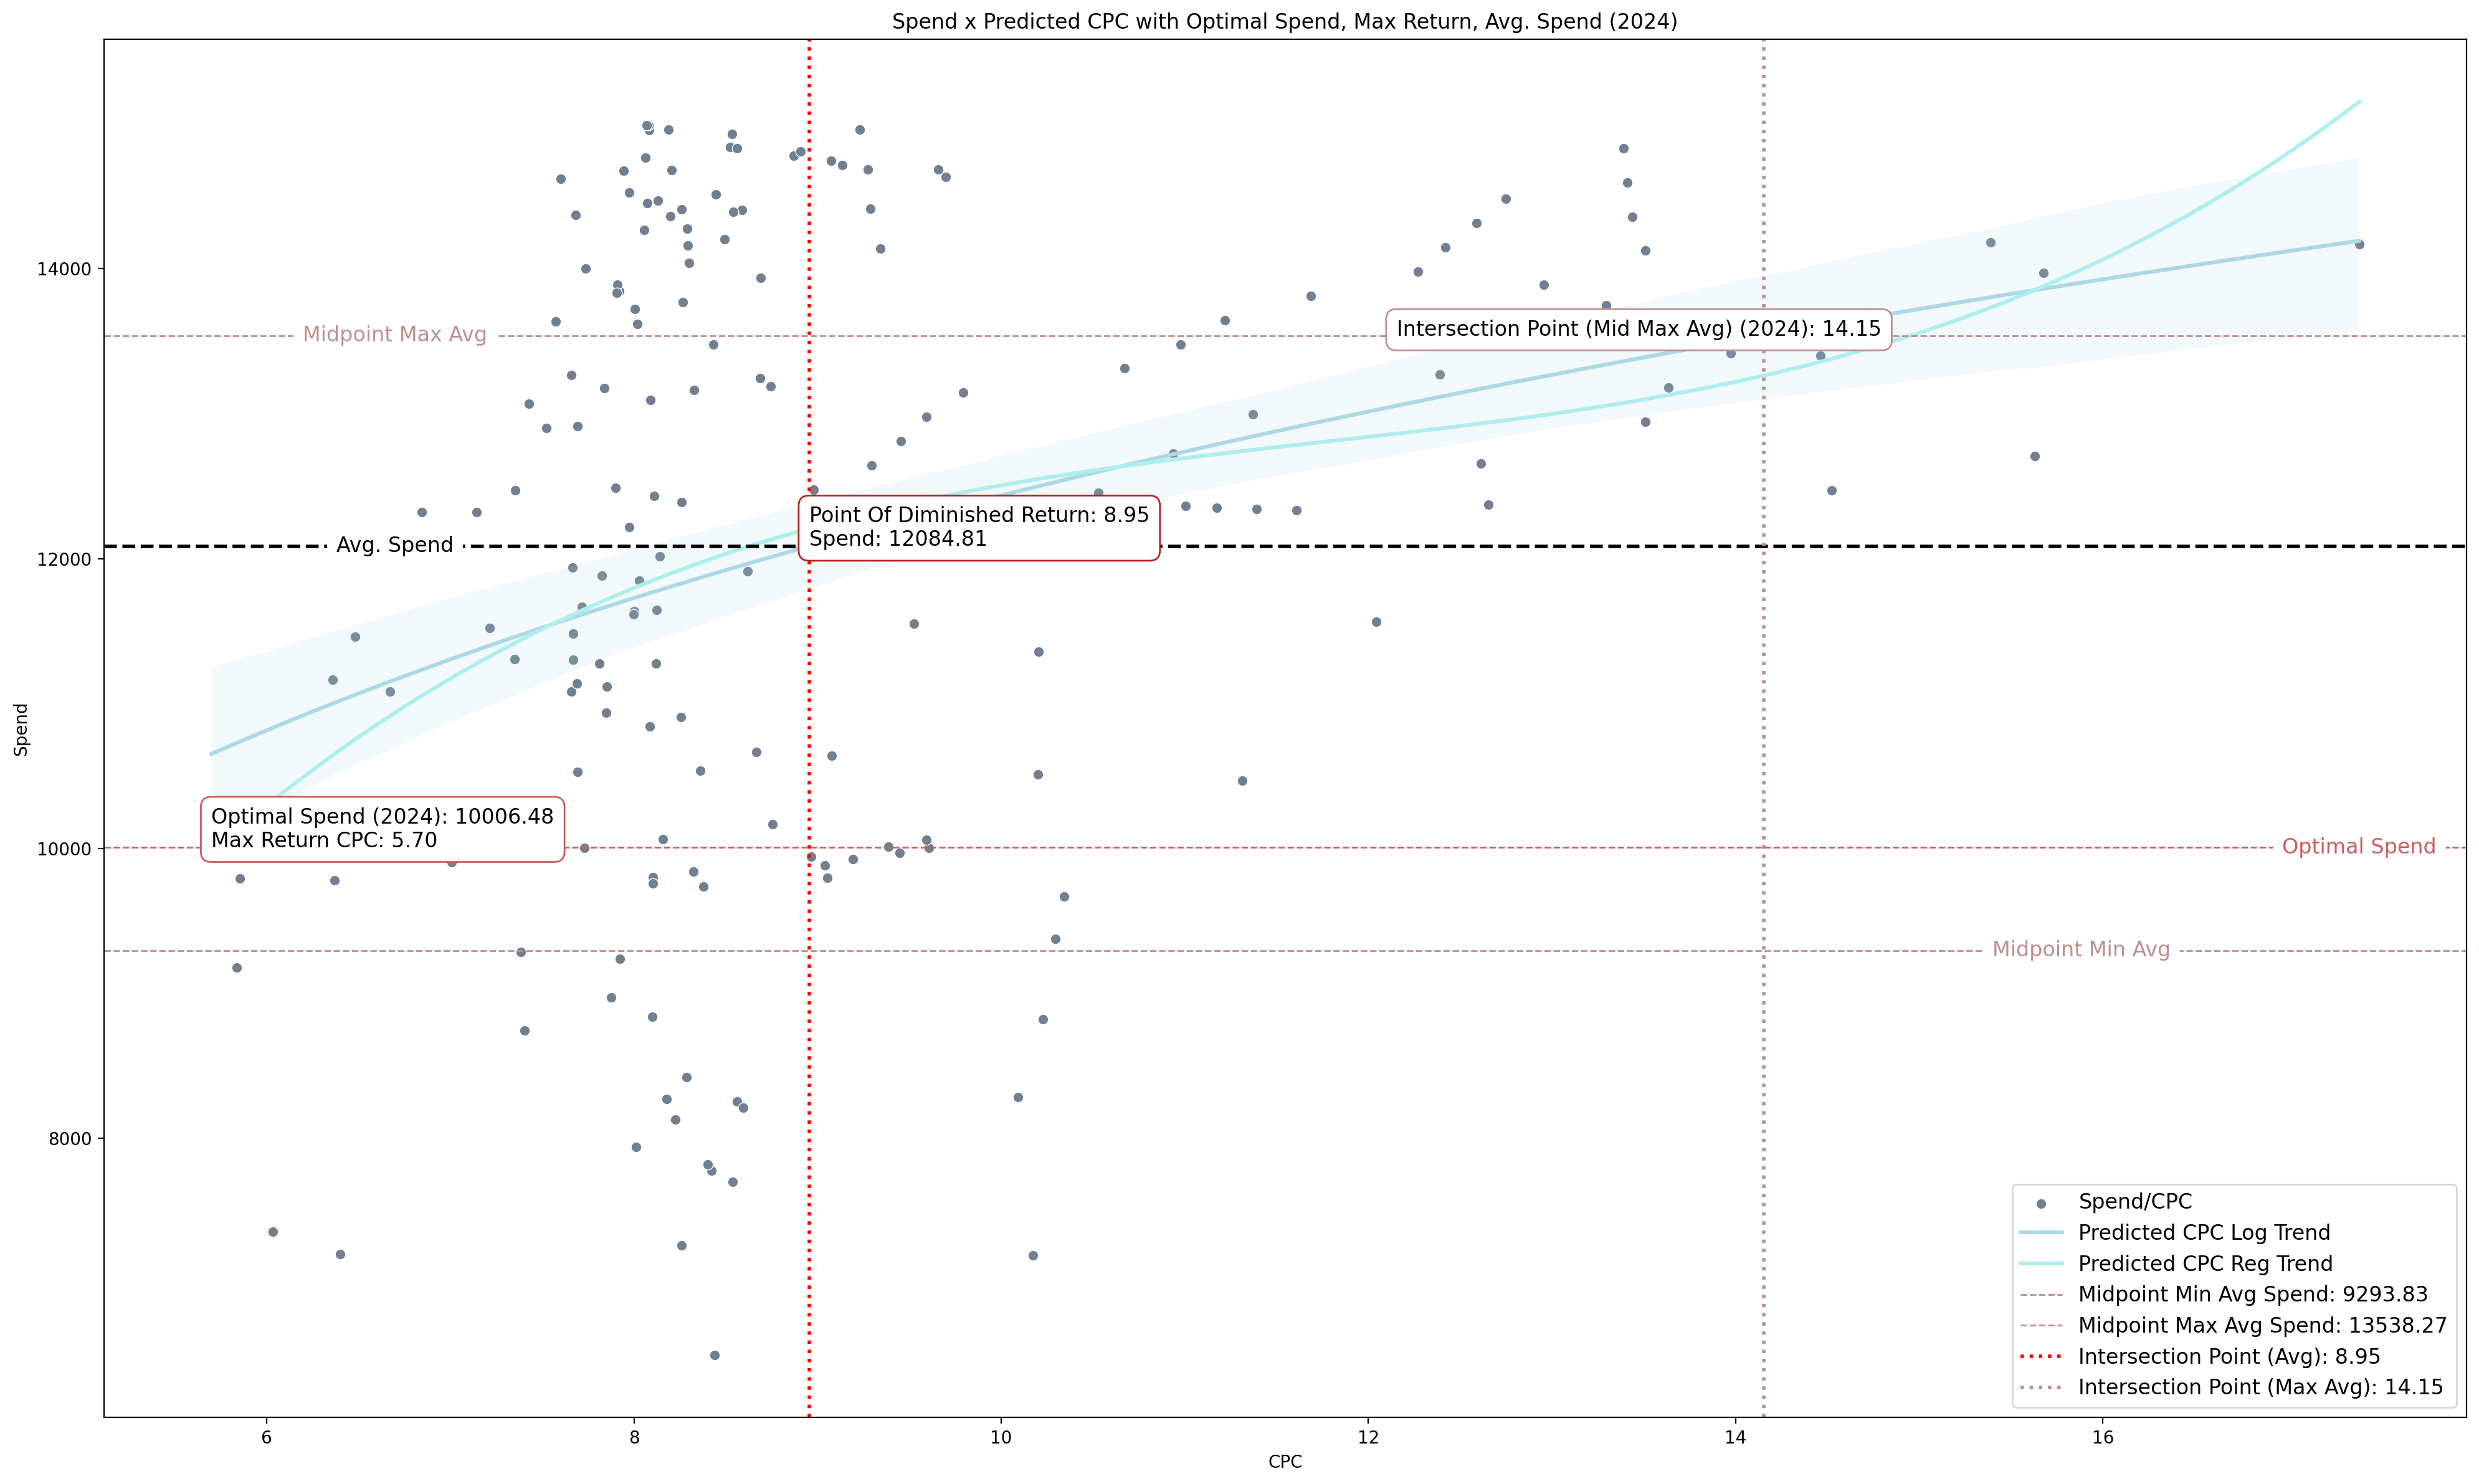 Spend x Predicted CPC with Optimal Spend, Max Return, Avg. Spend (2024)
14000
Midpoint Max Avg
Intersection Point (Mid Max Avg) (2024): 14.15
Point Of Diminished Return: 8.95
Spend: 12084.81
12000
Avg. Spend
Spend
Optimal Spend (2024): 10006.48
Max Return CPC: 5.70
10000
Optimal Spend
Midpoint Min Avg
8000
Spend/CPC
Predicted CPC Log Trend
Predicted CPC Reg Trend
Midpoint Min Avg Spend: 9293.83
Midpoint Max Avg Spend: 13538.27
Intersection Point (Avg): 8.95
Intersection Point (Max Avg): 14.15
6 8 10 12 14 16
CPC